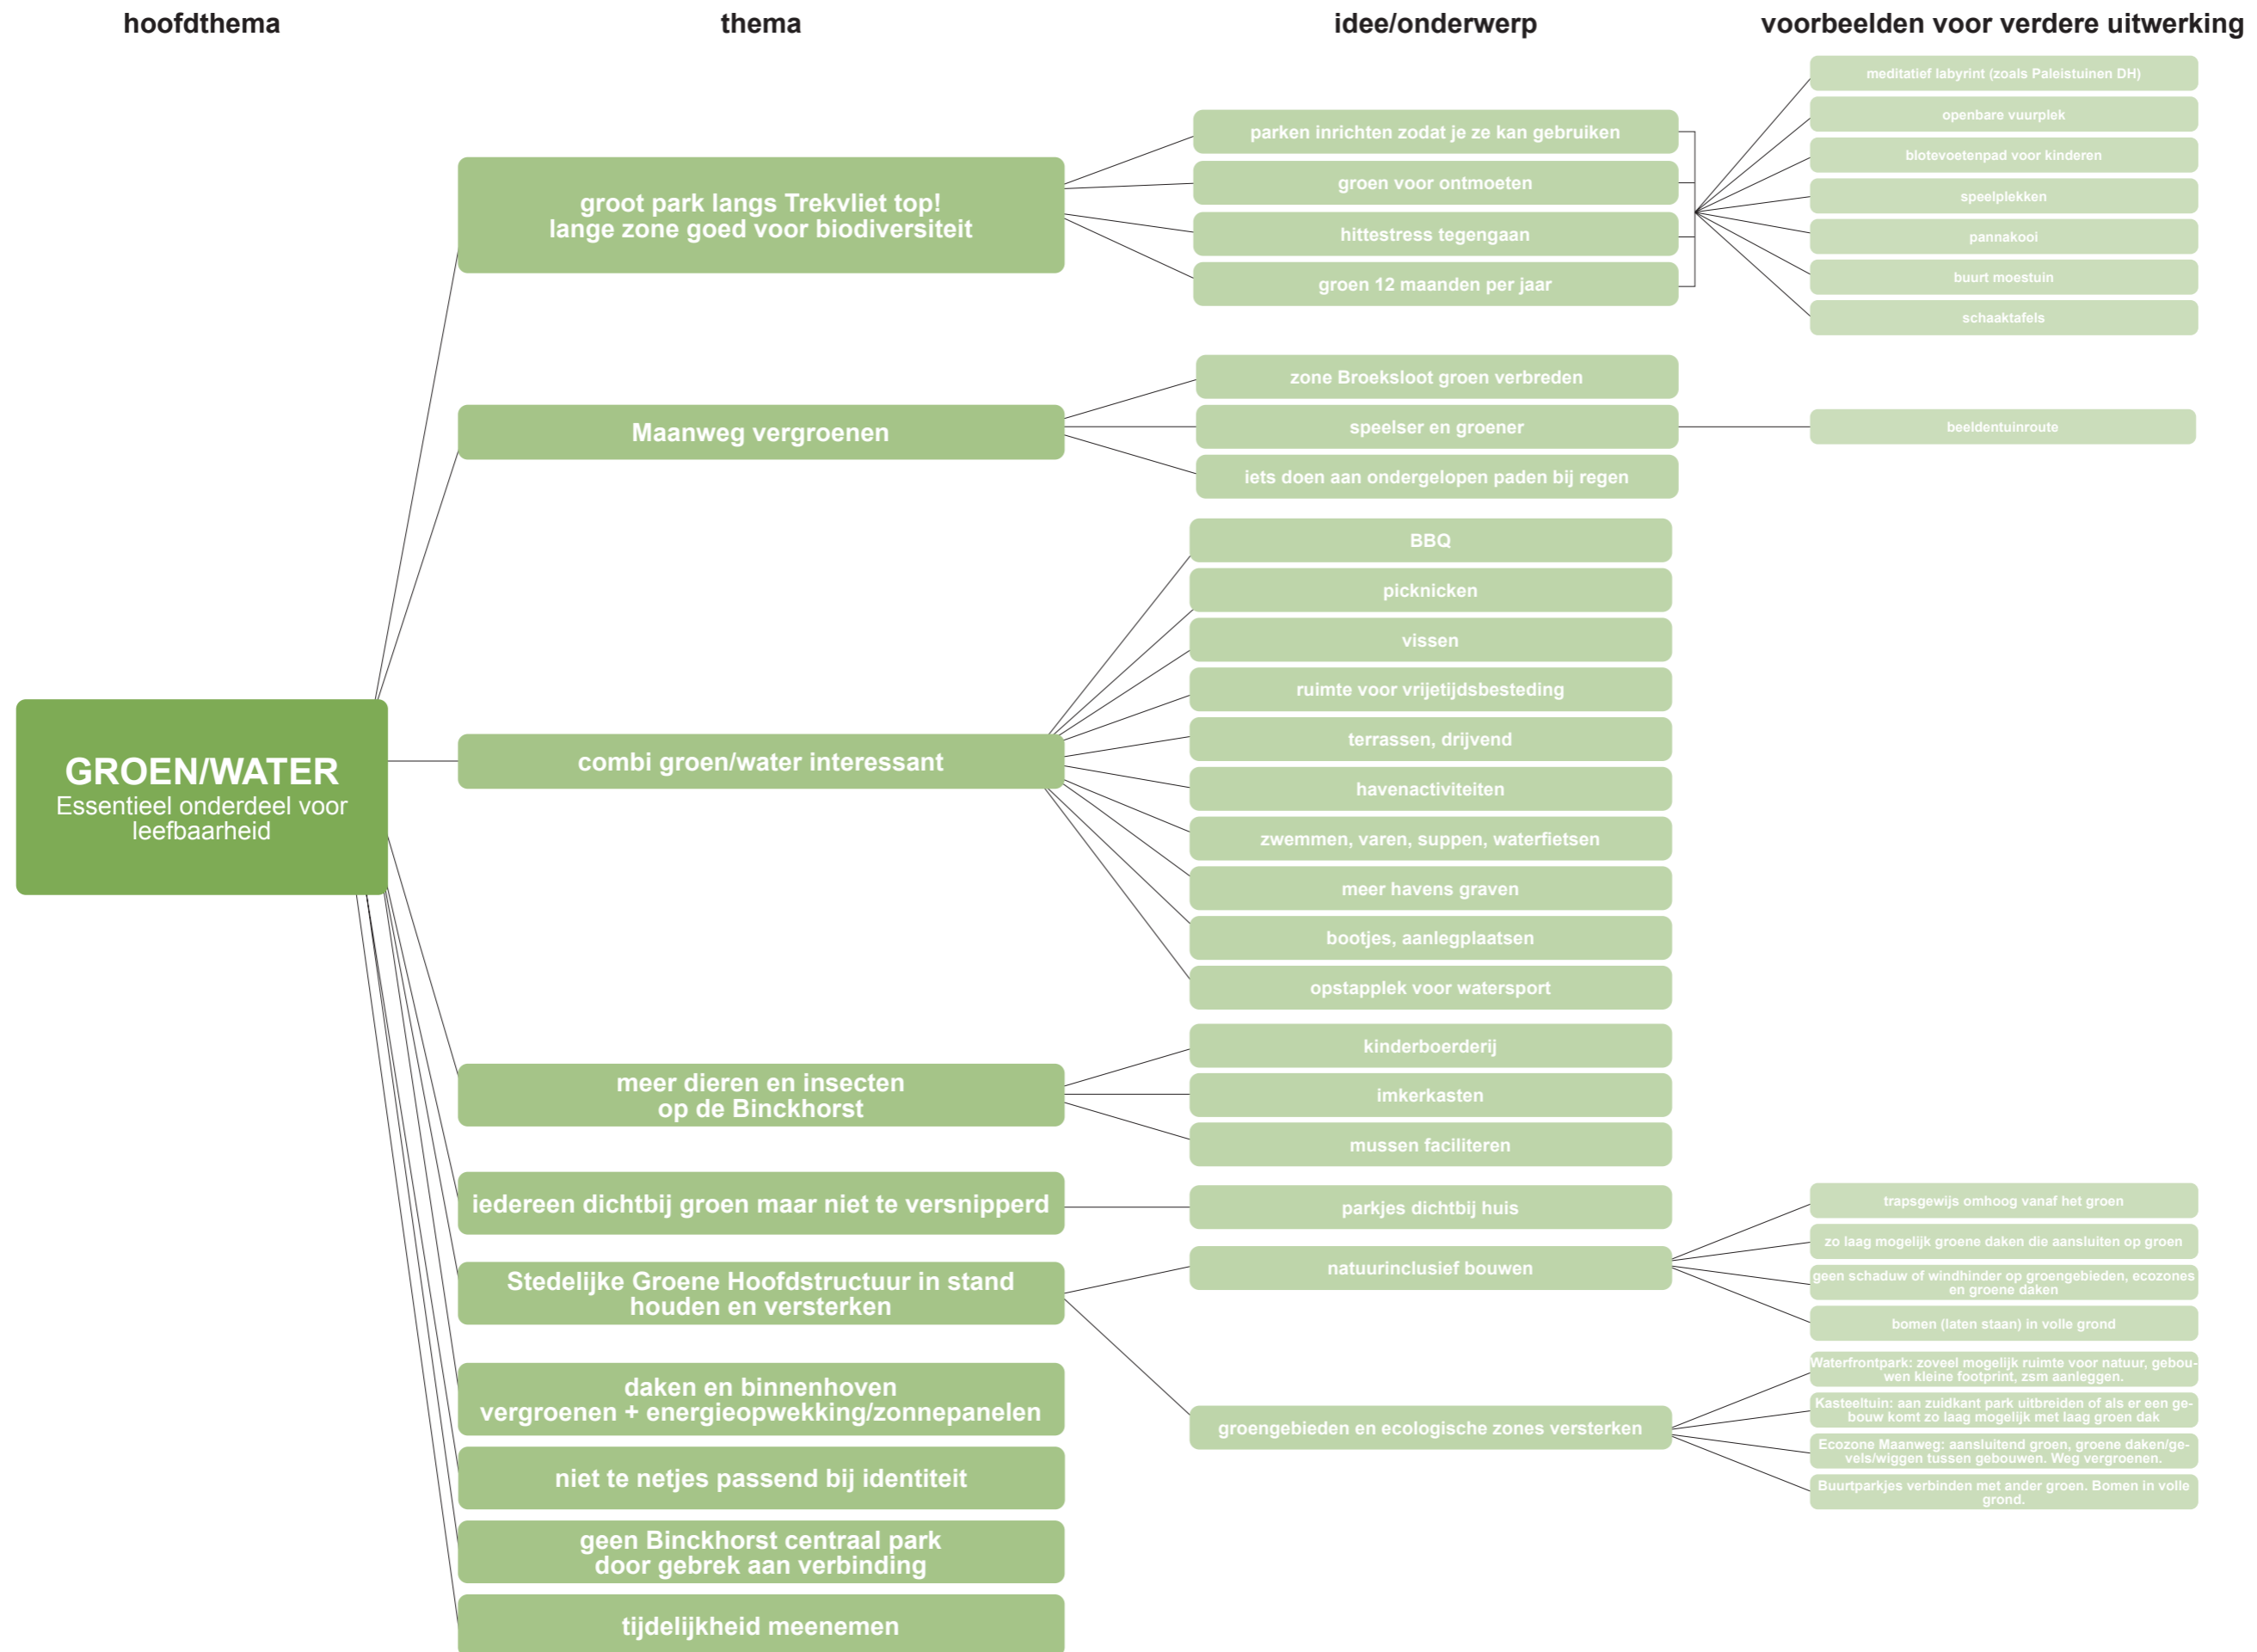 hoofdthema
thema
idee/onderwerp
voorbeelden voor verdere uitwerking
GROEN/WATER
Essentieel onderdeel voor
leefbaarheid
groot park langs Trekvliet top!
lange zone goed voor biodiversiteit
parken inrichten zodat je ze kan gebruiken
groen voor ontmoeten
hittestress tegengaan
groen 12 maanden per jaar
meditatief labyrint (zoals Paleistuinen DH)
openbare vuurplek
blotevoetenpad voor kinderen
speelplekken
pannakooi
buurt moestuin
schaaktafels
Maanweg vergroenen
zone Broeksloot groen verbreden
speelser en groener
iets doen aan ondergelopen paden bij regen
beeldentuinroute
combi groen/water interessant
BBQ
picknicken
vissen
ruimte voor vrijetijdsbesteding
terrassen, drijvend
havenactiviteiten
zwemmen, varen, suppen, waterfietsen
meer havens graven
bootjes, aanlegplaatsen
opstapplek voor watersport
meer dieren en insecten
op de Binckhorst
kinderboerderij
imkerkasten
mussen faciliteren
iedereen dichtbij groen maar niet te versnipperd
parkjes dichtbij huis
Stedelijke Groene Hoofdstructuur in stand
houden en versterken
natuurinclusief bouwen
trapsgewijs omhoog vanaf het groen
zo laag mogelijk groene daken die aansluiten op groen
geen schaduw of windhinder op groengebieden, ecozones
en groene daken
bomen (laten staan) in volle grond
groengebieden en ecologische zones versterken
Waterfrontpark: zoveel mogelijk ruimte voor natuur, gebou-
wen kleine footprint, zsm aanleggen.
Kasteeltuin: aan zuidkant park uitbreiden of als er een ge-
bouw komt zo laag mogelijk met laag groen dak
Ecozone Maanweg: aansluitend groen, groene daken/ge-
vels/wiggen tussen gebouwen. Weg vergroenen.
Buurtparkjes verbinden met ander groen. Bomen in volle
grond.
daken en binnenhoven
vergroenen + energieopwekking/zonnepanelen
niet te netjes passend bij identiteit
geen Binckhorst centraal park
door gebrek aan verbinding
tijdelijkheid meenemen